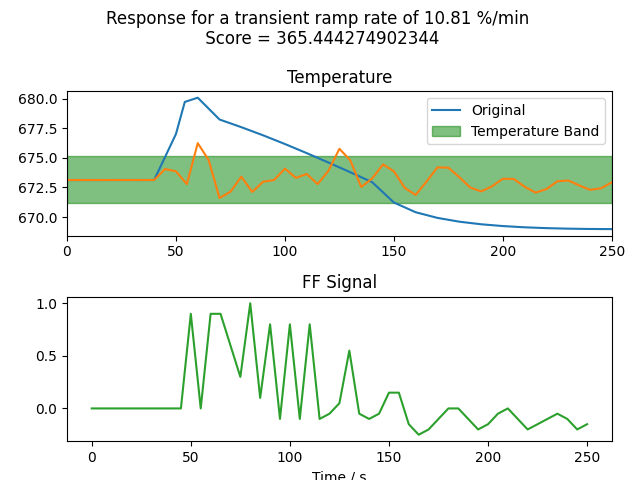 Response for a transient ramp rate of 10.81 %/min
Score = 365.444274902344
Temperature
680.0
677.5
675.0
672.5
670.0
Original
Temperature Band
0 50 100 150 200 250
FF Signal
1.0
0.5
0.0
0 50 100 150 200 250
Time / s